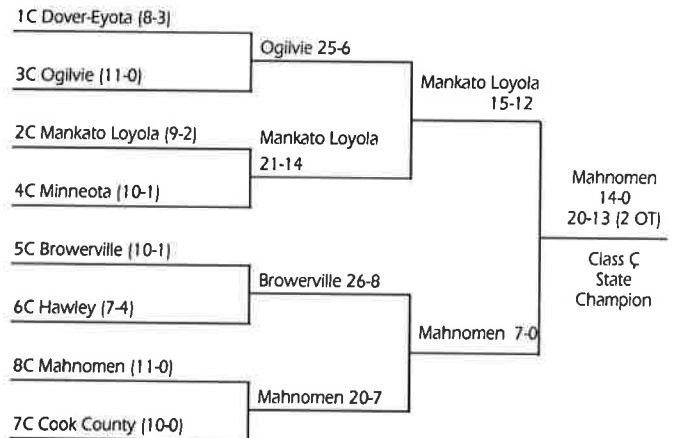 1C Dover-Eyota (8-3)
Ogilvie 25-6
3C Ogilvie (11-0)
Mankato Loyola
15-12
2C Mankato Loyola (9-2)
Mankato Loyola
21-14
4C Minneota (10-1)
Mahnomen
14-0
20-13 (2 OT)
Class Ç
State
Champion
5C Browerville (10-1)
Browerville 26-8
6C Hawley (7-4)
Mahnomen 7-0
8C Mahnomen (11-0)
Mahnomen 20-7
7C Cook County (10-0)